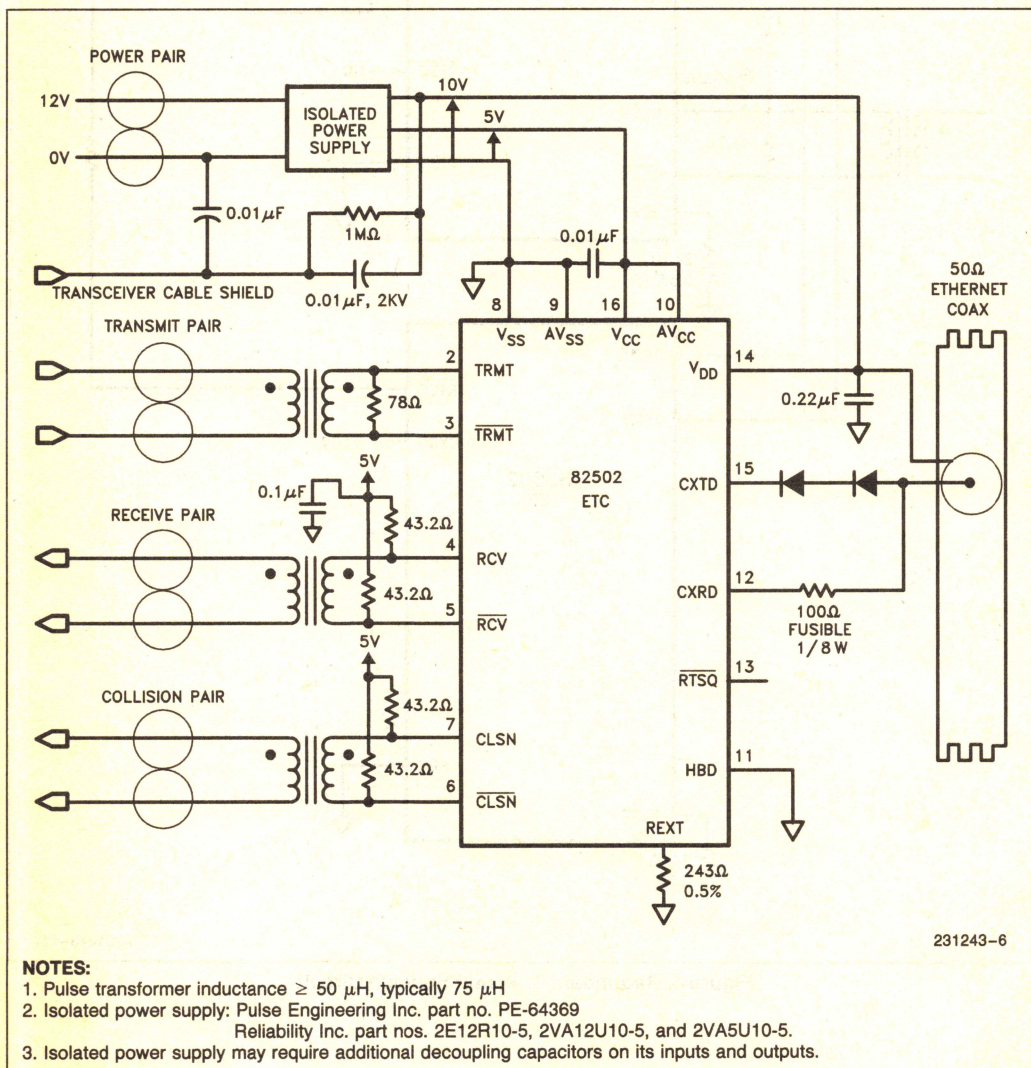 POWER PAIR
12V
0V
ISOLATED
POWER
SUPPLY
10V
5V
0.01μF
1MΩ
0.01μF, 2KV
TRANSCEIVER CABLE SHIELD
0.01μF
8
9
16
10
VSS
AVSS
VCC
AVCC
50Ω
ETHERNET
COAX
TRANSMIT PAIR
2
TRMT
78Ω
3
TRMT
14
VDD
0.22μF
82502
ETC
15
CXTD
5V
0.1μF
RECEIVE PAIR
43.2Ω
4
RCV
43.2Ω
5
RCV
12
CXRD
100Ω
FUSIBLE
1/8W
13
RTSQ
5V
COLLISION PAIR
43.2Ω
7
CLSN
43.2Ω
6
CLSN
11
HBD
REXT
243Ω
0.5%
231243-6
NOTES:
1. Pulse transformer inductance ≥ 50 μH, typically 75 μH
2. Isolated power supply: Pulse Engineering Inc. part no. PE-64369
Reliability Inc. part nos. 2E12R10-5, 2VA12U10-5, and 2VA5U10-5.
3. Isolated power supply may require additional decoupling capacitors on its inputs and outputs.